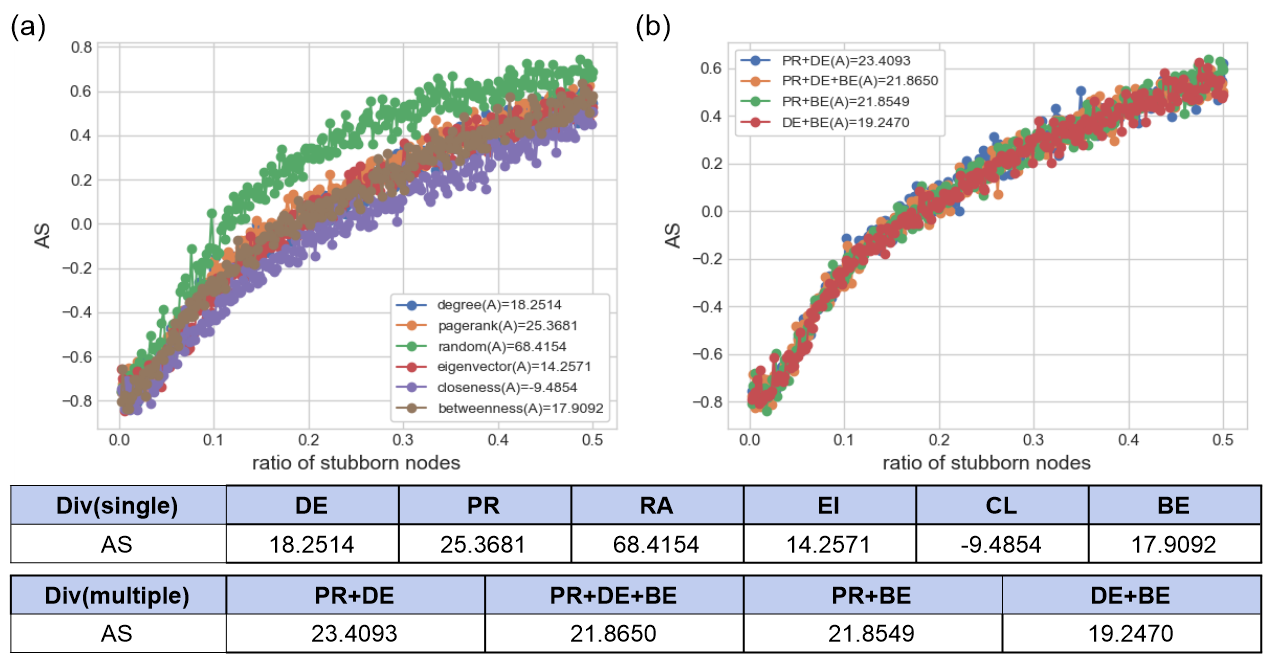 (a)
0.8
0.6
0.4
0.2
0.0
−0.2
−0.4
−0.6
−0.8
AS
degree(A)=18.2514
pagerank(A)=25.3681
random(A)=68.4154
eigenvector(A)=14.2571
closeness(A)=-9.4854
betweenness(A)=17.9092
0.0 0.1 0.2 0.3 0.4 0.5
ratio of stubborn nodes
(b)
0.6
0.4
0.2
0.0
−0.2
−0.4
−0.6
−0.8
AS
PR+DE(A)=23.4093
PR+DE+BE(A)=21.8650
PR+BE(A)=21.8549
DE+BE(A)=19.2470
0.0 0.1 0.2 0.3 0.4 0.5
ratio of stubborn nodes
Div(single) DE PR RA EI CL BE
AS 18.2514 25.3681 68.4154 14.2571 -9.4854 17.9092
Div(multiple) PR+DE PR+DE+BE PR+BE DE+BE
AS 23.4093 21.8650 21.8549 19.2470